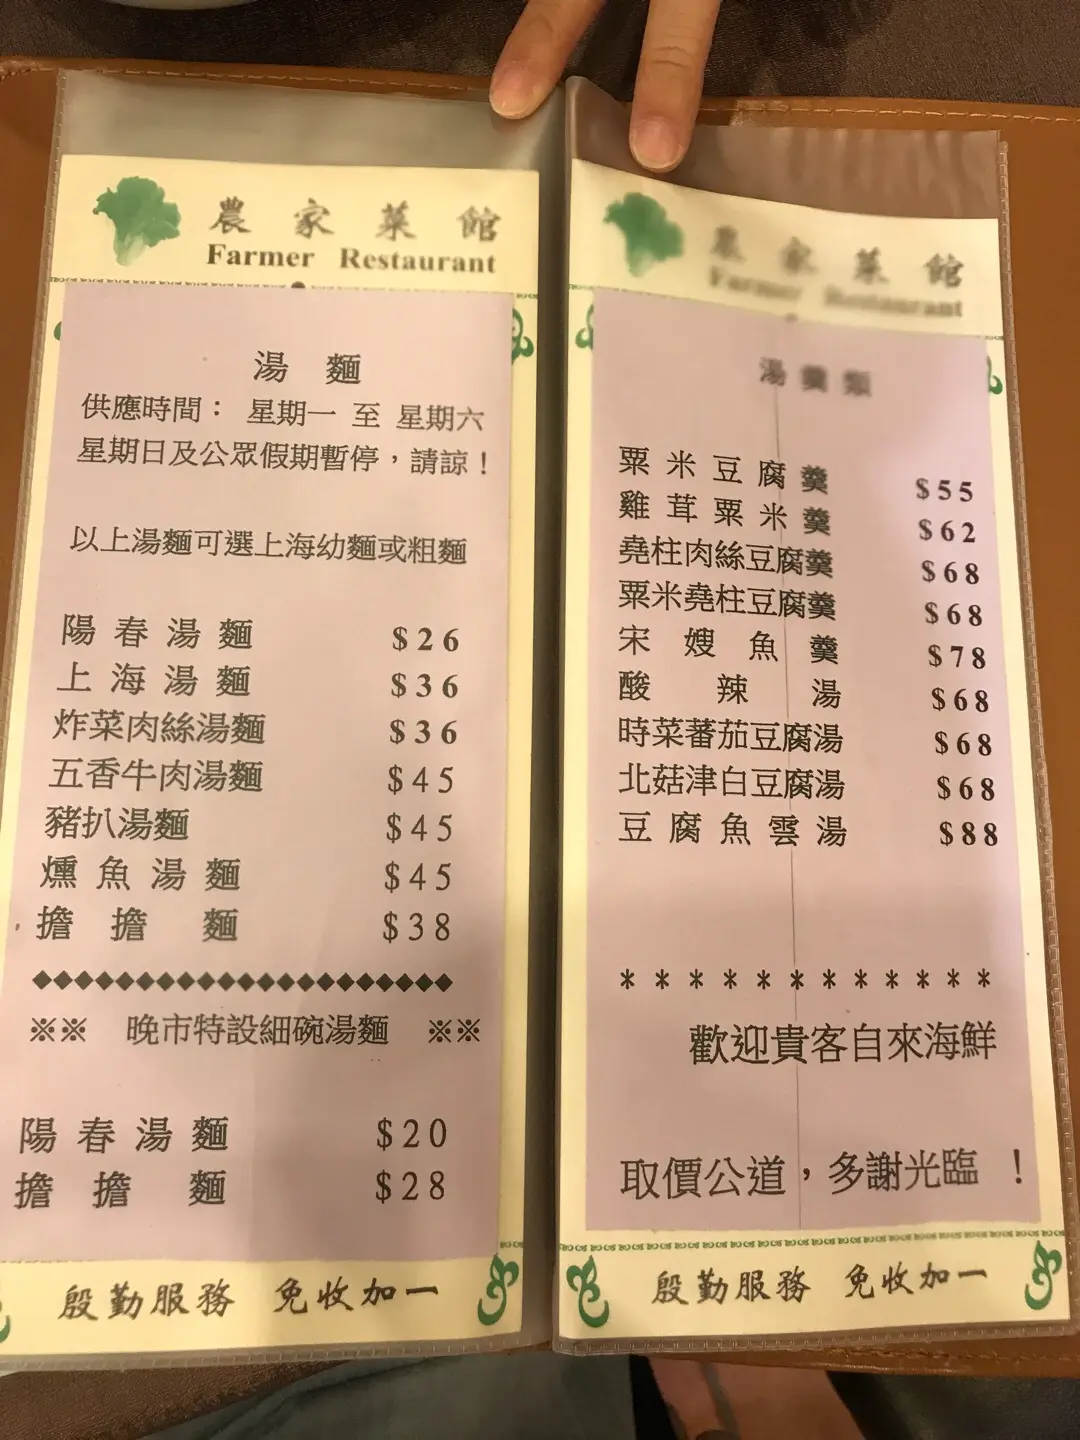 農家菜館
Farmer Restaurant
湯麵
供應時間： 星期一 至 星期六
星期日及公眾假期暫停，請諒！
以上湯麵可選上海幼麵或粗麵
陽春湯麵 $26
上海湯麵 $36
炸菜肉絲湯麵 $36
五香牛肉湯麵 $45
豬扒湯麵 $45
燻魚湯麵 $45
擔擔麵 $38
◆◆◆◆◆◆◆◆◆◆◆◆◆◆◆◆◆◆◆◆◆
※※ 晚市特設細碗湯麵 ※※
陽春湯麵 $20
擔擔麵 $28
殷勤服務 免收加一
農家菜館
Farmer Restaurant
湯羹類
粟米豆腐羹 $55
雞茸粟米羹 $62
堯柱肉絲豆腐羹 $68
粟米堯柱豆腐羹 $68
宋嫂魚羹 $78
酸辣湯 $68
時菜蕃茄豆腐湯 $68
北菇津白豆腐湯 $68
豆腐魚雲湯 $88
* * * * * * * * * * * *
歡迎貴客自來海鮮
取價公道，多謝光臨 ！
殷勤服務 免收加一